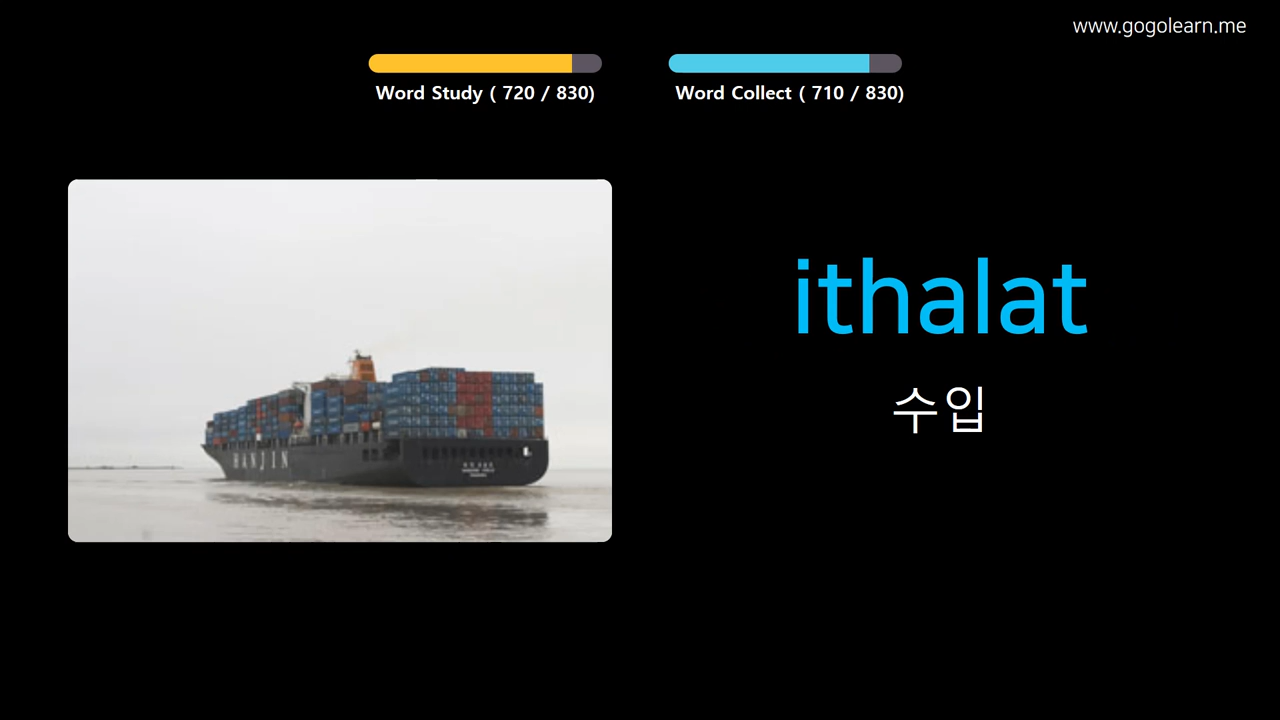 www.gogolearn.me
Word Study ( 720 / 830)
Word Collect ( 710 / 830)
ithalat
수입
HANJIN